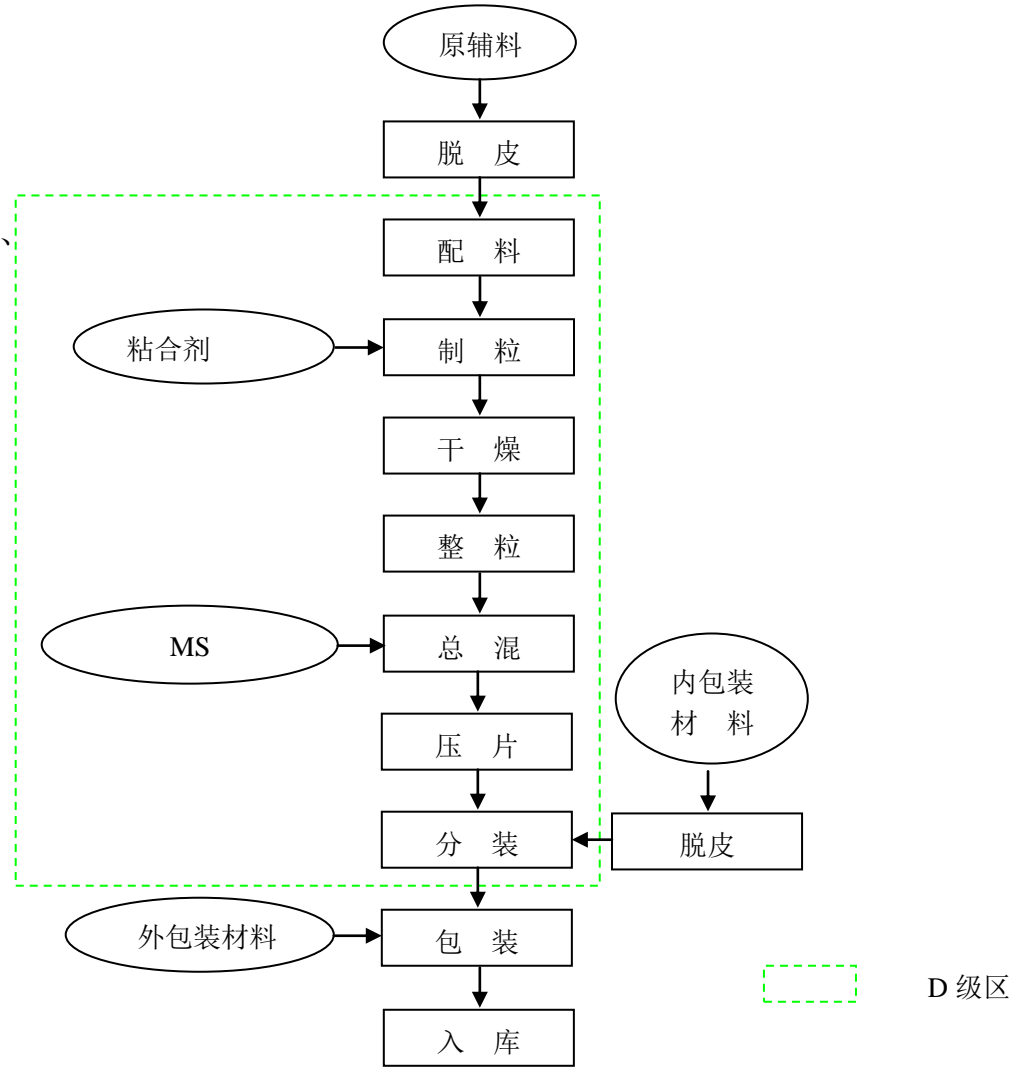 原辅料
脱 皮
、
配 料
粘合剂
制 粒
干 燥
整 粒
MS
总 混
内包装
材 料
压 片
分 装
脱皮
外包装材料
包 装
D 级区
入 库